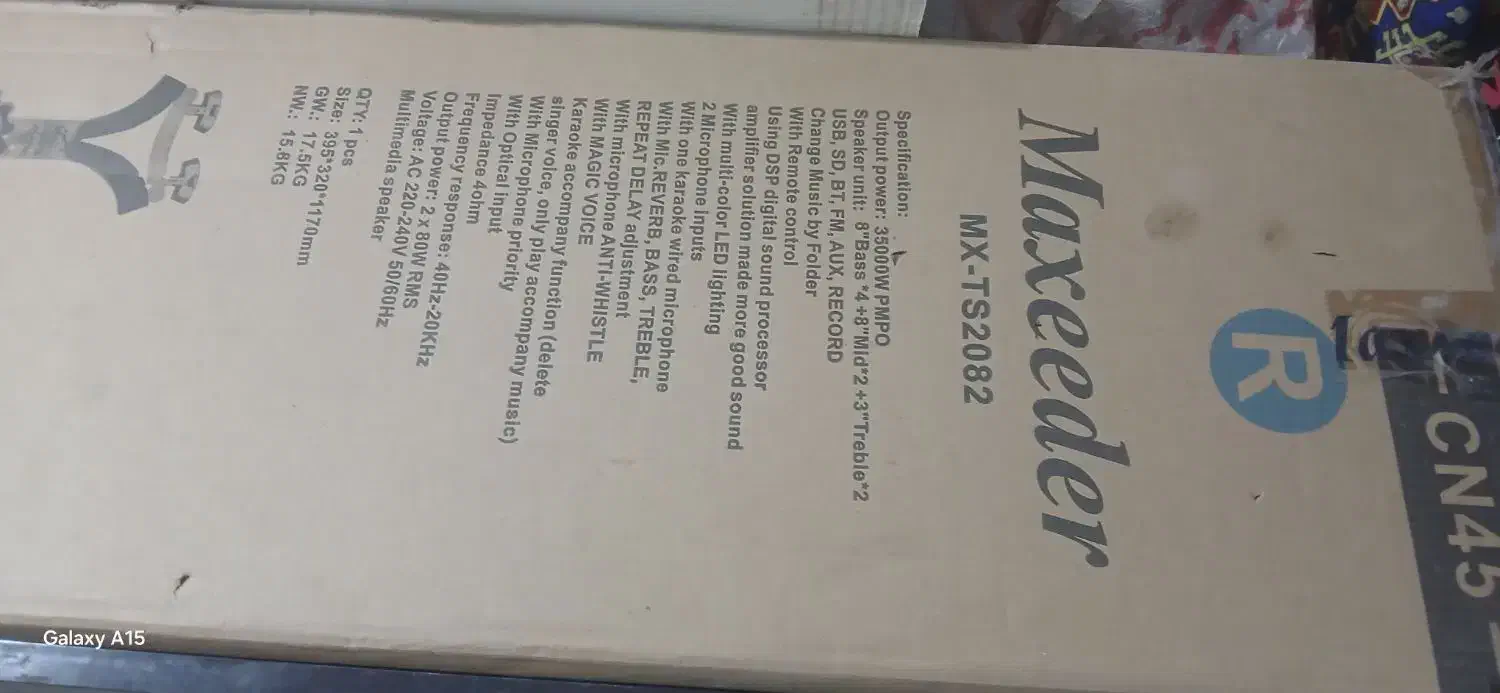 Maxeeder
MX-TS2082
Specification:
Output power: 35000W PMPO
Speaker unit: 8"Bass *4 +8"Mid*2 +3"Treble*2
USB, SD, BT, FM, AUX, RECORD
Change Music by Folder
With Remote control
Using DSP digital sound processor
amplifier solution made more good sound
With multi-color LED lighting
2 Microphone inputs
With one karaoke wired microphone
With Mic.REVERB, BASS, TREBLE,
REPEAT DELAY adjustment
With microphone ANTI-WHISTLE
With MAGIC VOICE
Karaoke accompany function (delete
singer voice, only play accompany music)
With Microphone priority
With Optical input
Impedance 4ohm
Frequency response: 40Hz-20KHz
Output power: 2 x 80W RMS
Voltage: AC 220-240V 50/60Hz
Multimedia speaker
QTY: 1 pcs
Size: 395*320*1170mm
GW.: 17.5KG
NW.: 15.6KG
R
-CN45-
Galaxy A15